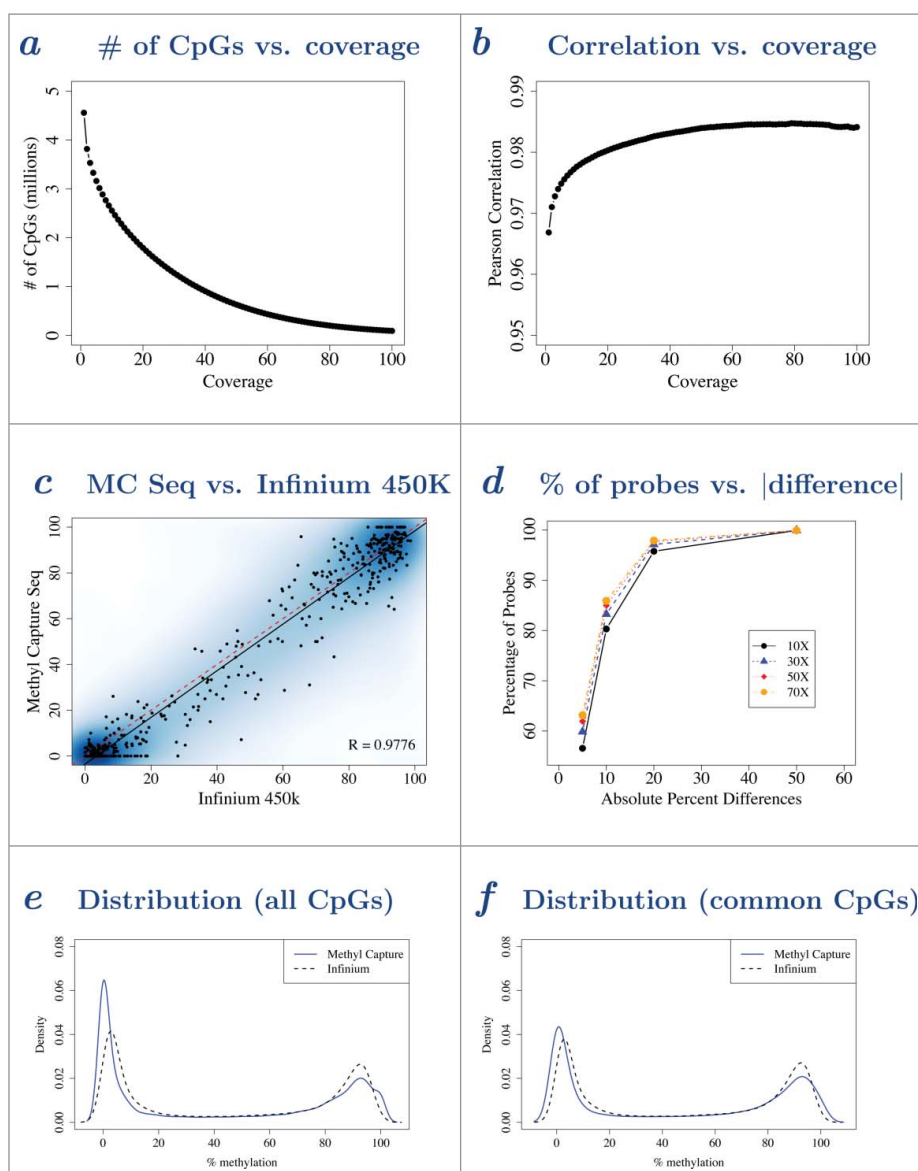 a # of CpGs vs. coverage
# of CpGs (millions)
5
4
3
2
1
0
0 20 40 60 80 100
Coverage
b Correlation vs. coverage
Pearson Correlation
0.99
0.98
0.97
0.96
0.95
0 20 40 60 80 100
Coverage
c MC Seq vs. Infinium 450K
Methyl Capture Seq
100
80
60
40
20
0
R = 0.9776
0 20 40 60 80 100
Infinium 450k
d % of probes vs. |difference|
Percentage of Probes
100
90
80
70
60
10X
30X
50X
70X
0 10 20 30 40 50 60
Absolute Percent Differences
e Distribution (all CpGs)
Density
0.08
0.06
0.04
0.02
0.00
Methyl Capture
Infinium
0 20 40 60 80 100
% methylation
f Distribution (common CpGs)
Density
0.08
0.06
0.04
0.02
0.00
Methyl Capture
Infinium
0 20 40 60 80 100
% methylation